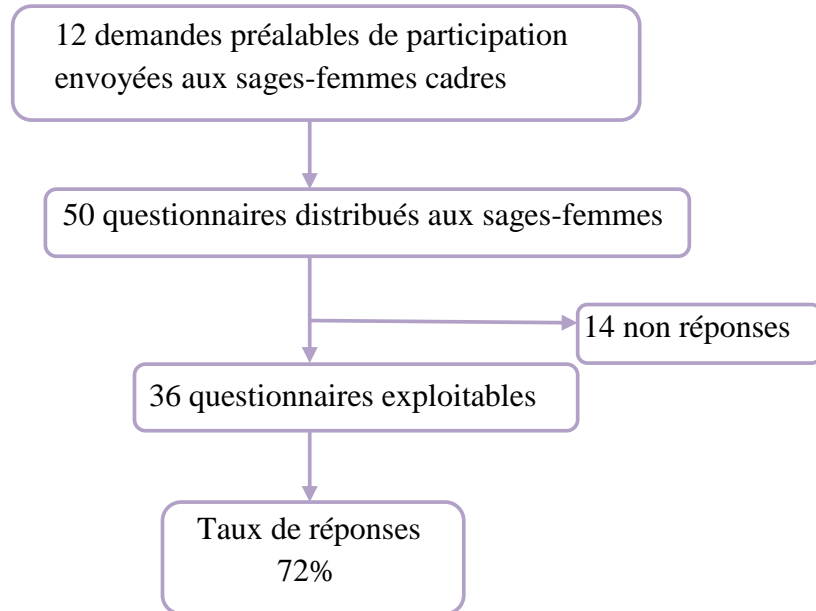 12 demandes préalables de participation
envoyées aux sages-femmes cadres
50 questionnaires distribués aux sages-femmes
14 non réponses
36 questionnaires exploitables
Taux de réponses
72%